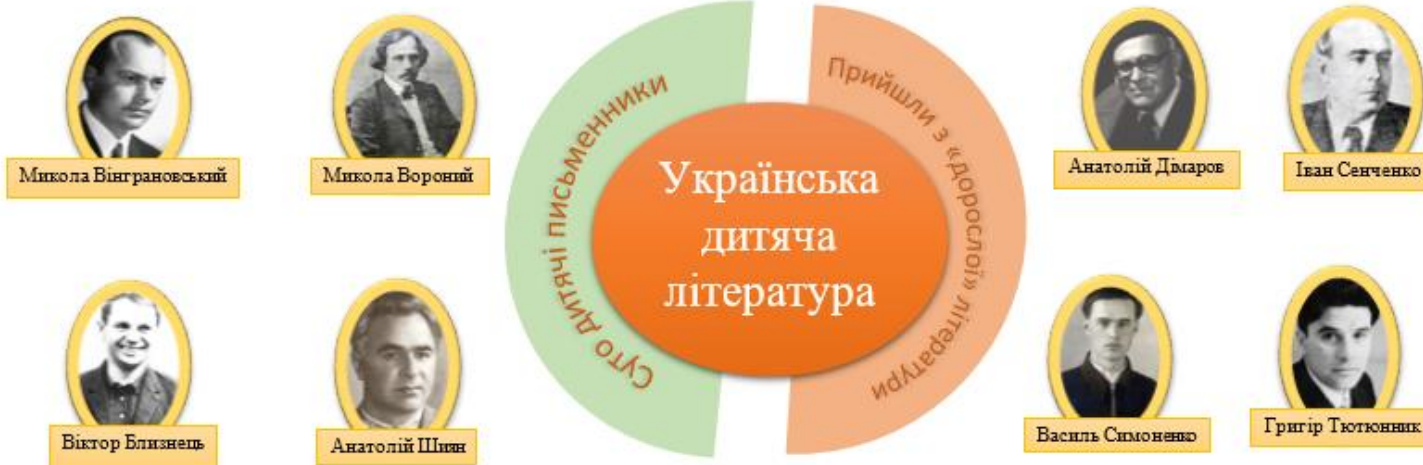 Микола Вінграновський
Микола Вороний
Віктор Близнець
Анатолій Шиян
Суто дитячі письменники
Українська
дитяча
література
Прийшли з «дорослої» літератури
Анатолій Дімаров
Іван Сенченко
Василь Симоненко
Григір Тютюнник